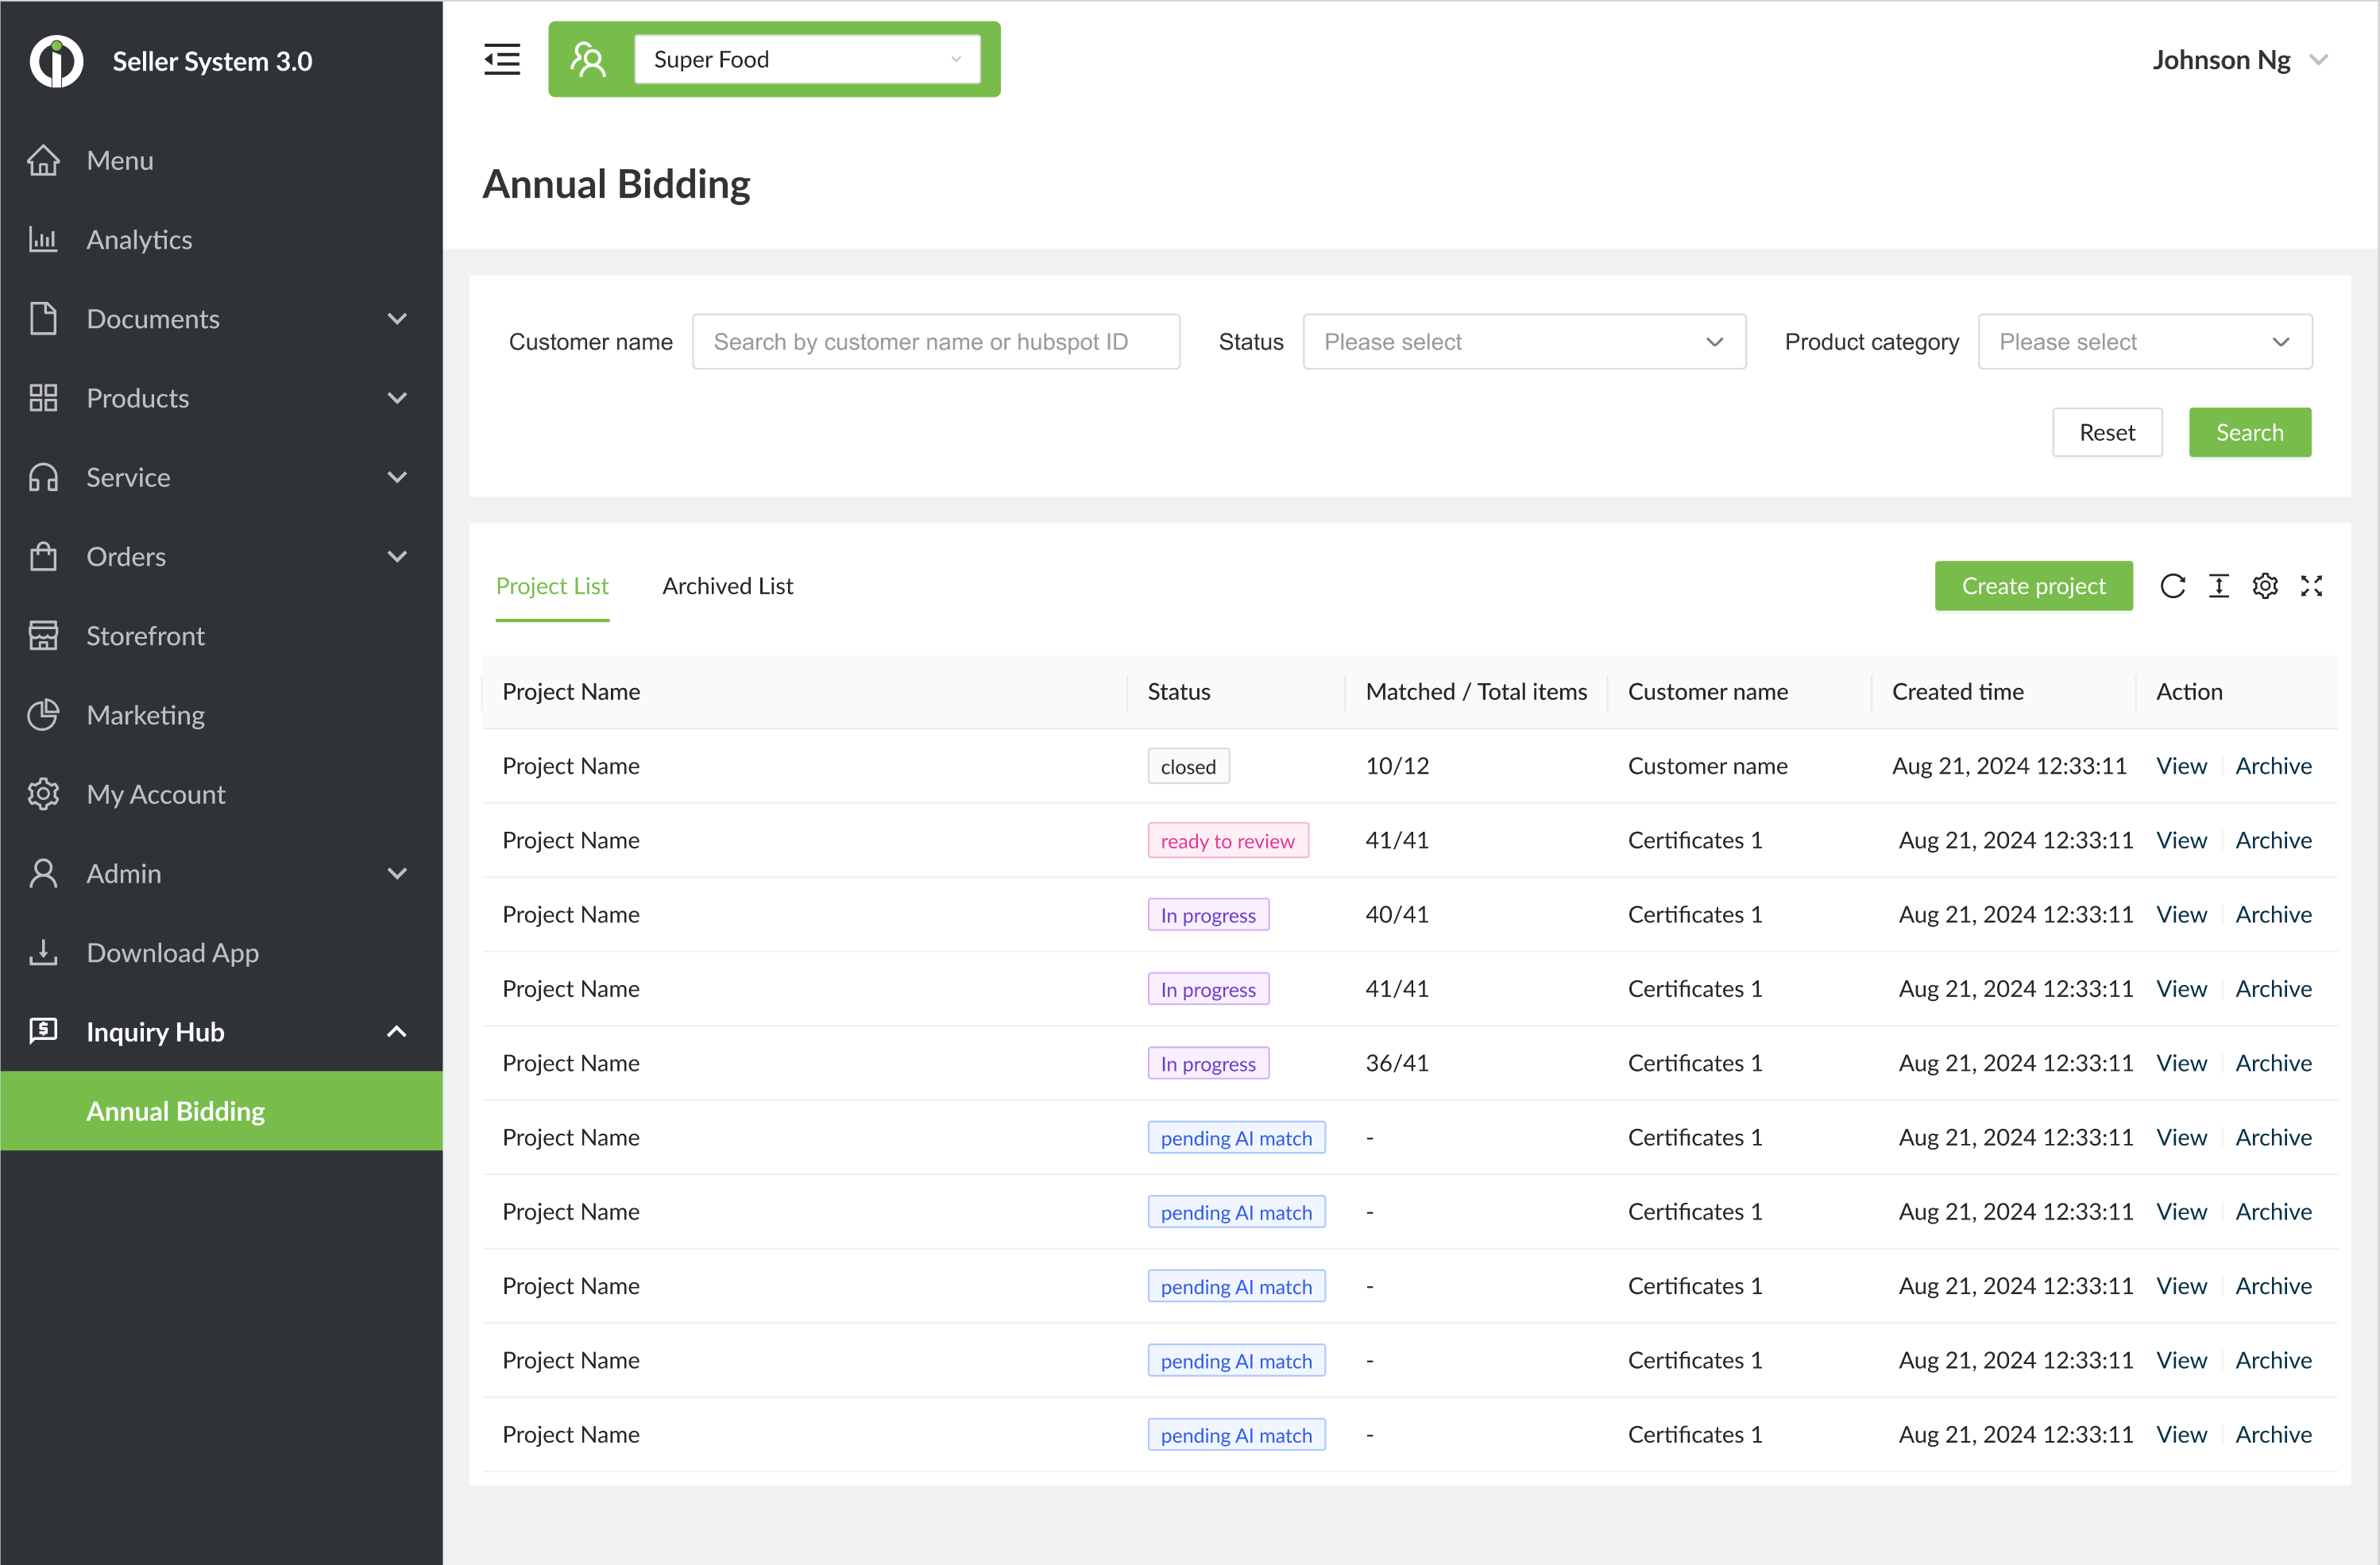 Seller System 3.0
Super Food
Johnson Ng
Menu
Analytics
Documents
Products
Service
Orders
Storefront
Marketing
My Account
Admin
Download App
Inquiry Hub
Annual Bidding
Annual Bidding
Customer name Search by customer name or hubspot ID Status Please select Product category Please select
Reset Search
Project List Archived List Create project
Project Name Status Matched / Total items Customer name Created time Action
Project Name closed 10/12 Customer name Aug 21, 2024 12:33:11 View Archive
Project Name ready to review 41/41 Certificates 1 Aug 21, 2024 12:33:11 View Archive
Project Name In progress 40/41 Certificates 1 Aug 21, 2024 12:33:11 View Archive
Project Name In progress 41/41 Certificates 1 Aug 21, 2024 12:33:11 View Archive
Project Name In progress 36/41 Certificates 1 Aug 21, 2024 12:33:11 View Archive
Project Name pending AI match - Certificates 1 Aug 21, 2024 12:33:11 View Archive
Project Name pending AI match - Certificates 1 Aug 21, 2024 12:33:11 View Archive
Project Name pending AI match - Certificates 1 Aug 21, 2024 12:33:11 View Archive
Project Name pending AI match - Certificates 1 Aug 21, 2024 12:33:11 View Archive
Project Name pending AI match - Certificates 1 Aug 21, 2024 12:33:11 View Archive